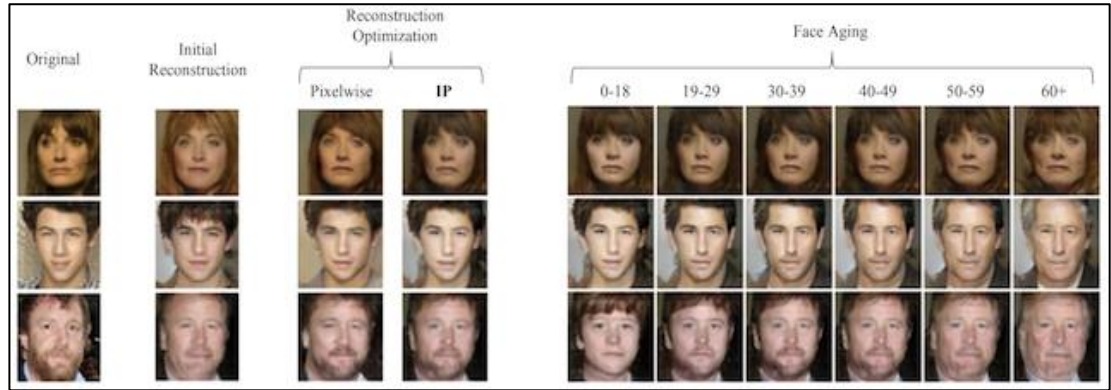 Original
Initial
Reconstruction
Reconstruction
Optimization
Pixelwise IP
Face Aging
0-18 19-29 30-39 40-49 50-59 60+